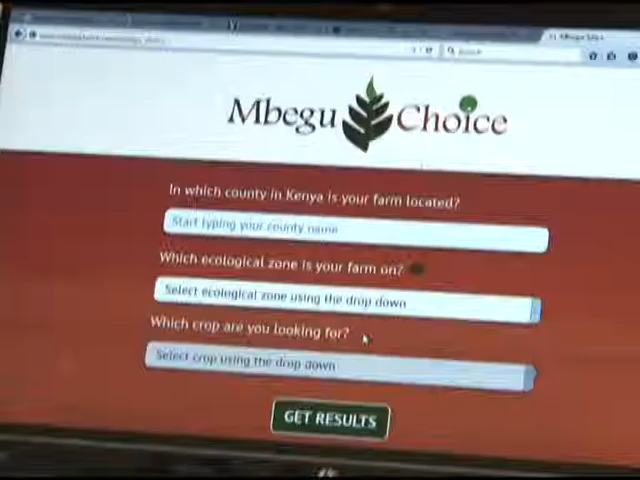 Mbegu Choice
In which county in Kenya is your farm located?
Start typing your county name
Which ecological zone is your farm on?
Select ecological zone using the drop down
Which crop are you looking for?
Select crop using the drop down
GET RESULTS